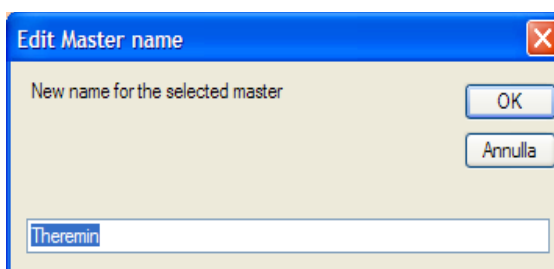 Edit Master name
New name for the selected master
OK
Annulla
Theremin